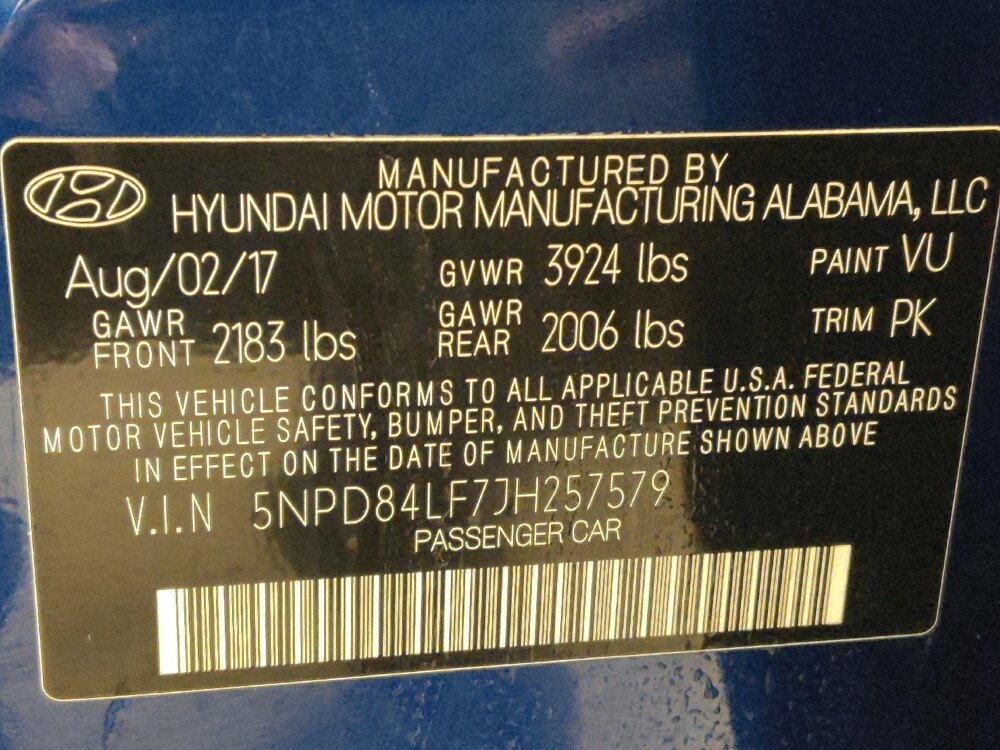 MANUFACTURED BY
HYUNDAI MOTOR MANUFACTURING ALABAMA, LLC
Aug/02/17 GVWR 3924 lbs PAINT VU
GAWR FRONT 2183 lbs GAWR REAR 2006 lbs TRIM PK
THIS VEHICLE CONFORMS TO ALL APPLICABLE U.S.A. FEDERAL
MOTOR VEHICLE SAFETY, BUMPER, AND THEFT PREVENTION STANDARDS
IN EFFECT ON THE DATE OF MANUFACTURE SHOWN ABOVE
V.I.N 5NPD84LF7JH257579
PASSENGER CAR